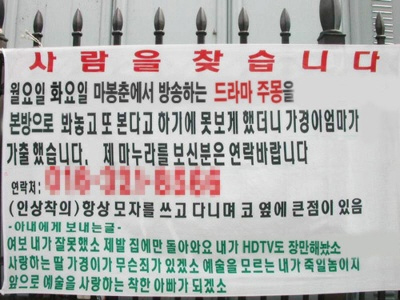 사람을 찾습니다
월요일 화요일 마봉춘에서 방송하는 드라마 주몽을
본방으로 봐놓고 또 본다고 하기에 못보게 했더니 가경이엄마가
가출 했습니다. 제 마누라를 보신분은 연락바랍니다
연락처:
(인상착의) 항상 모자를 쓰고 다니며 코 옆에 큰점이 있음
-아내에게 보내는글-
여보 내가 잘못했소 제발 집에만 돌아와요 내가 HDTV도 장만해놨소
사랑하는 딸 가경이가 무슨죄가 있겠소 예술을 모르는 내가 죽일놈이지
앞으로 예술을 사랑하는 착한 아빠가 되겠소